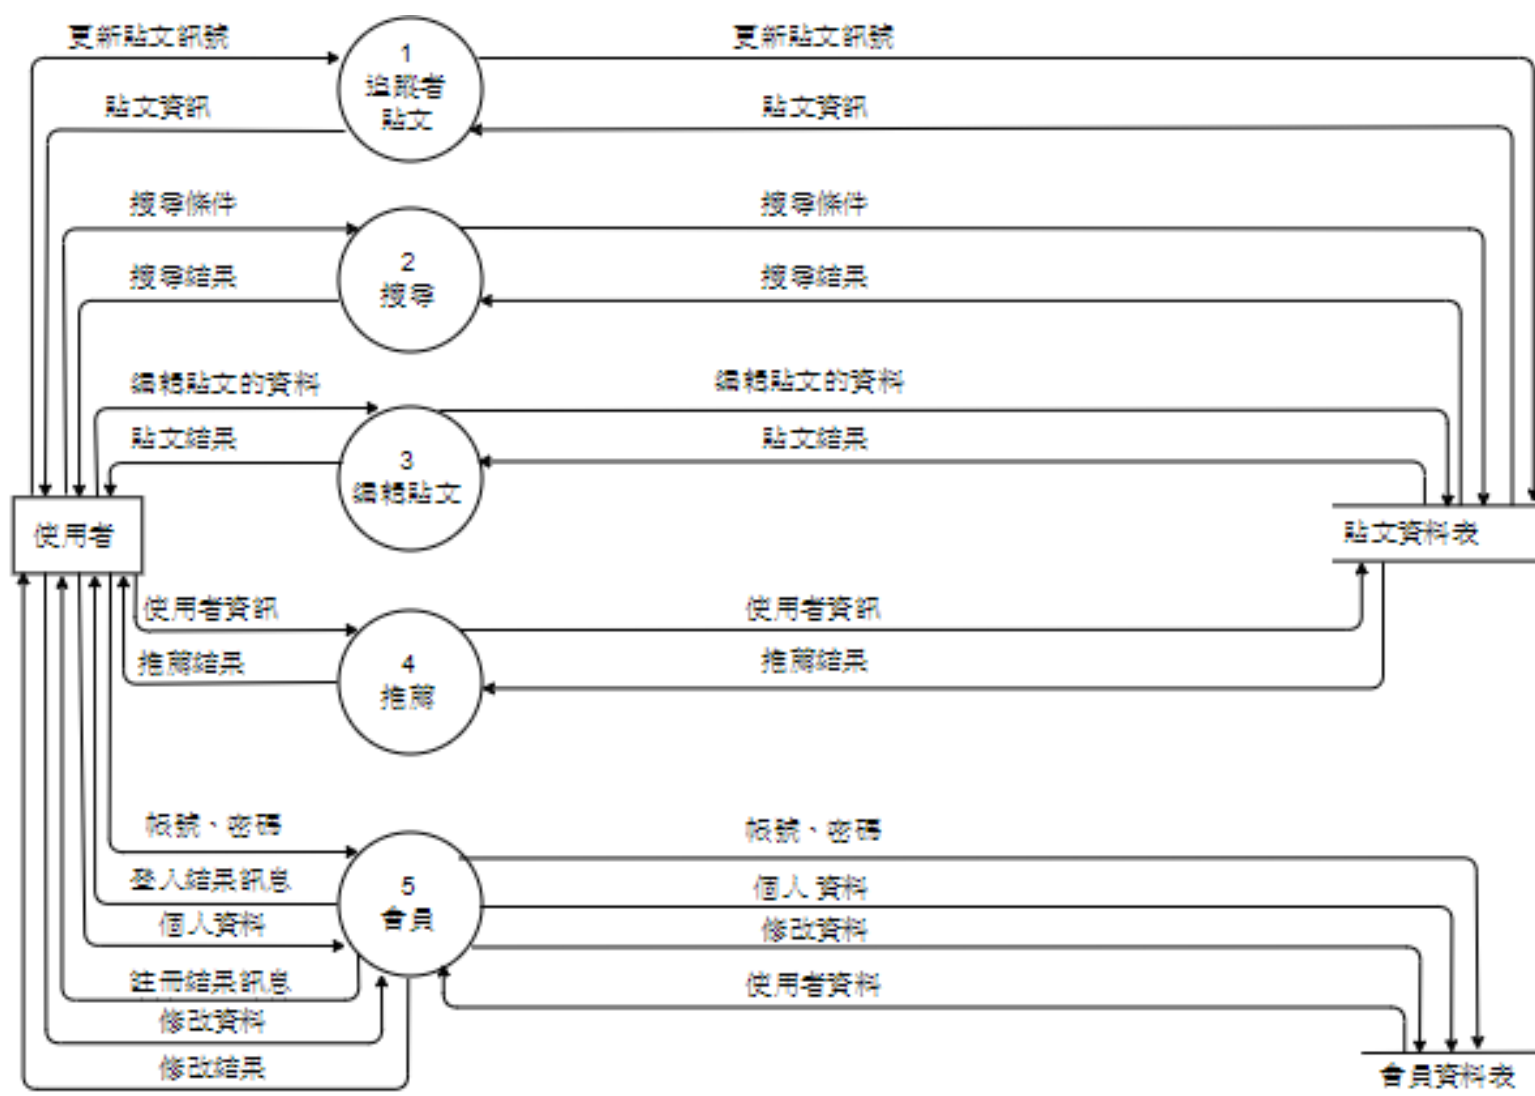 更新貼文訊號
更新貼文訊號
1
追蹤者
貼文
貼文資訊
貼文資訊
搜尋條件
搜尋條件
2
搜尋
搜尋結果
搜尋結果
編輯貼文的資料
編輯貼文的資料
貼文結果
貼文結果
3
編輯貼文
使用者
貼文資料表
使用者資訊
使用者資訊
推薦結果
推薦結果
4
推薦
帳號、密碼
帳號、密碼
登入結果訊息
5
會員
個人 資料
個人資料
修改資料
註冊結果訊息
使用者資料
修改資料
修改結果
會員資料表